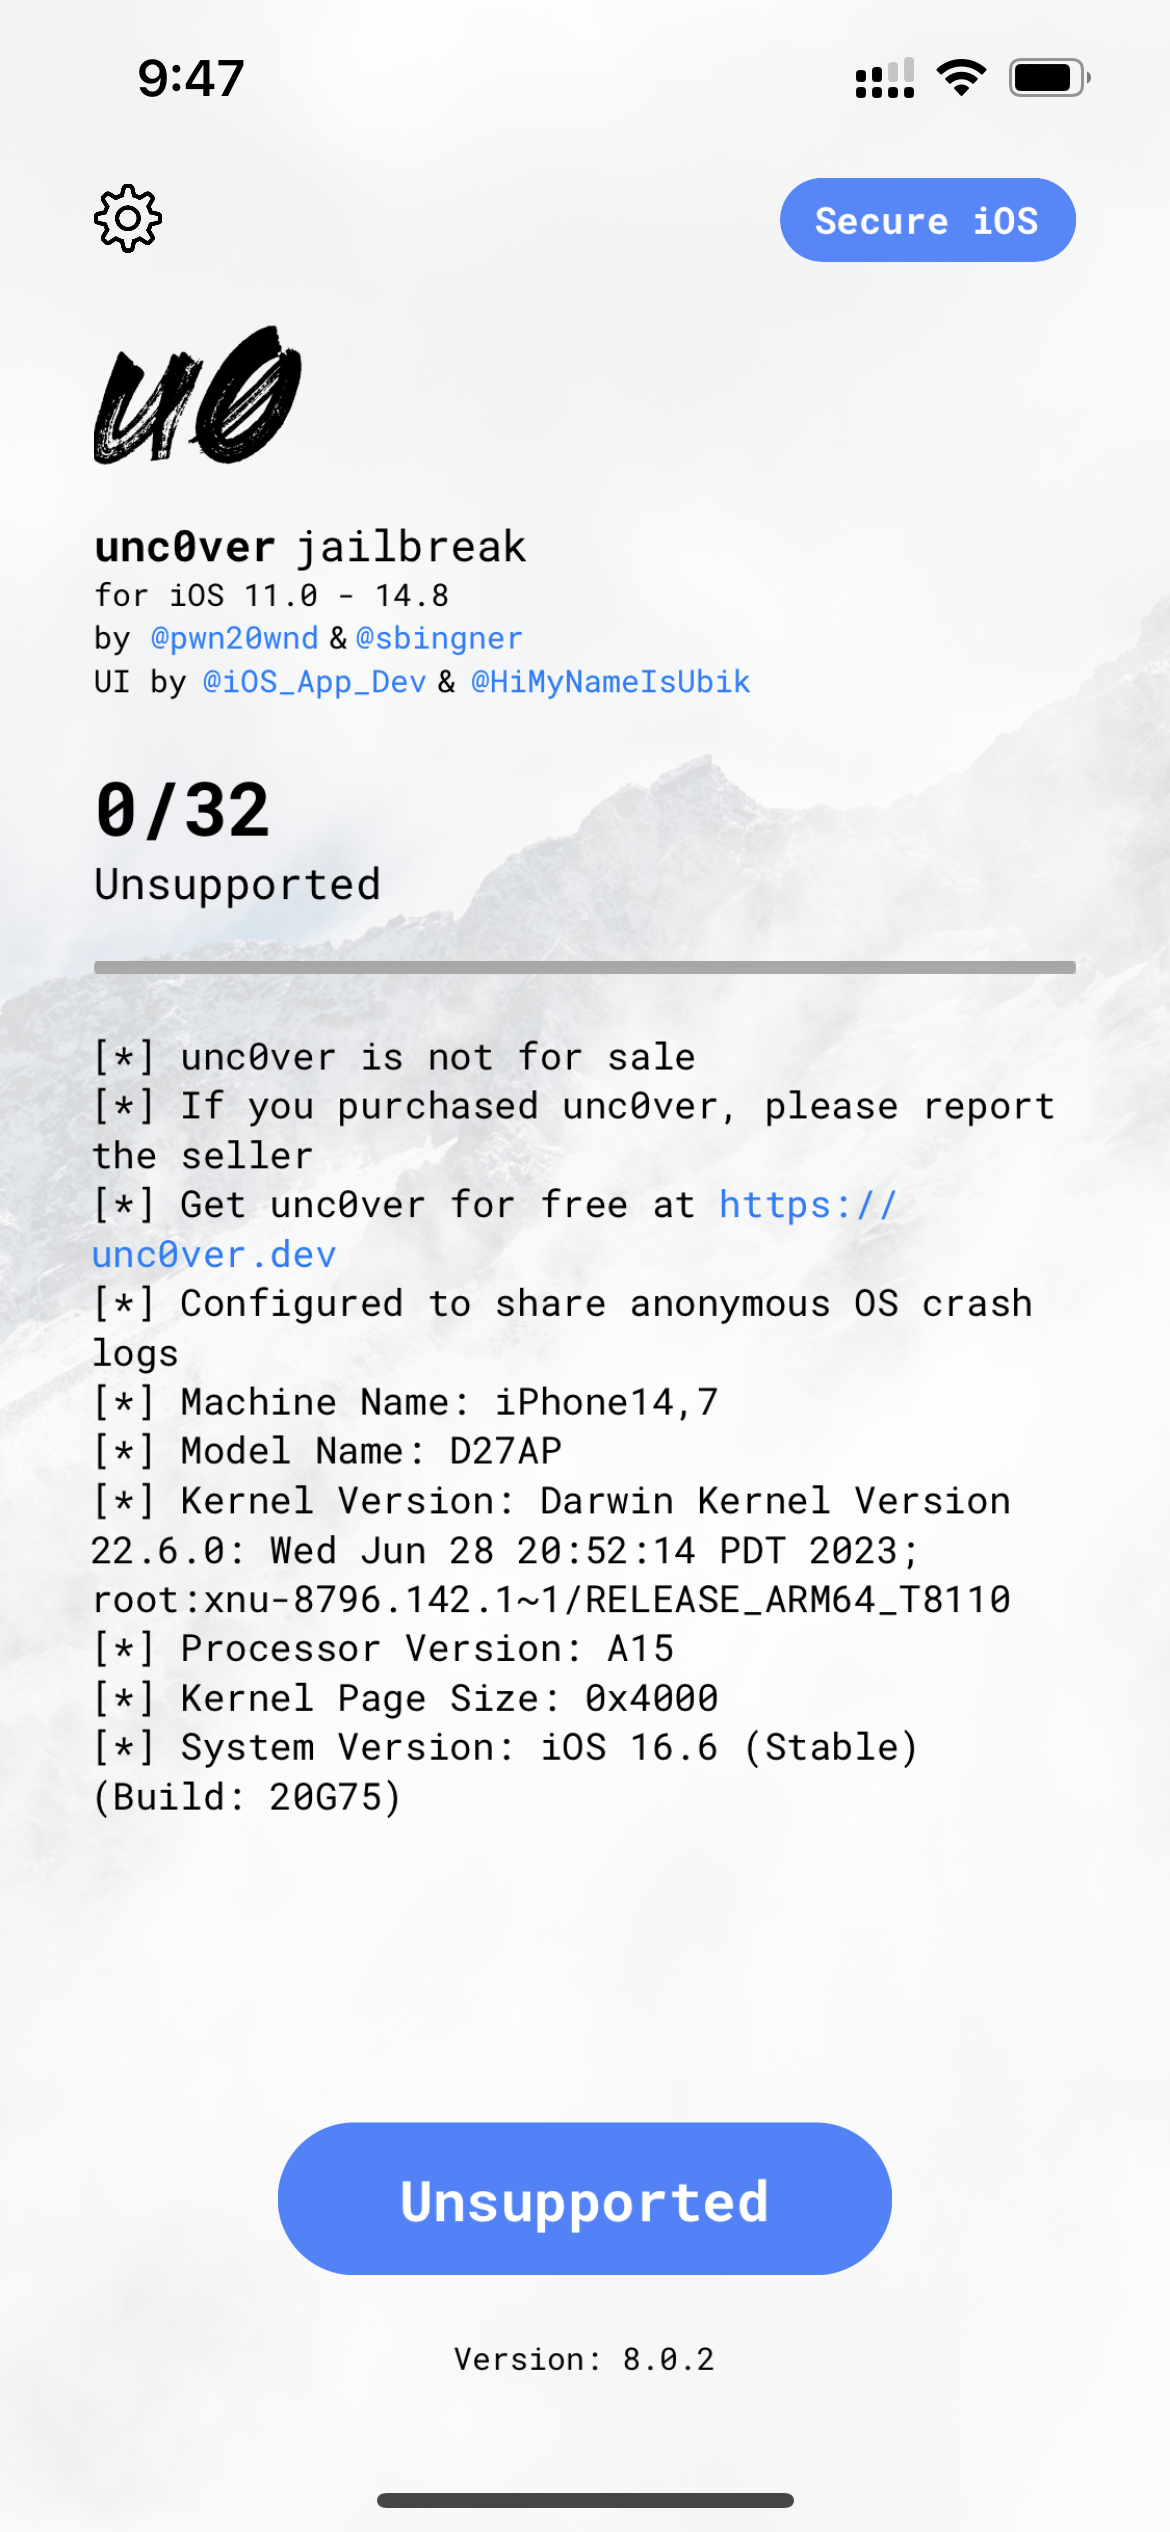 9:47
Secure iOS
u0
unc0ver jailbreak
for iOS 11.0 - 14.8
by @pwn20wnd & @sbingner
UI by @iOS_App_Dev & @HiMyNameIsUbik
0/32
Unsupported
[*] unc0ver is not for sale
[*] If you purchased unc0ver, please report
the seller
[*] Get unc0ver for free at https://
unc0ver.dev
[*] Configured to share anonymous OS crash
logs
[*] Machine Name: iPhone14,7
[*] Model Name: D27AP
[*] Kernel Version: Darwin Kernel Version
22.6.0: Wed Jun 28 20:52:14 PDT 2023;
root:xnu-8796.142.1~1/RELEASE_ARM64_T8110
[*] Processor Version: A15
[*] Kernel Page Size: 0x4000
[*] System Version: iOS 16.6 (Stable)
(Build: 20G75)
Unsupported
Version: 8.0.2